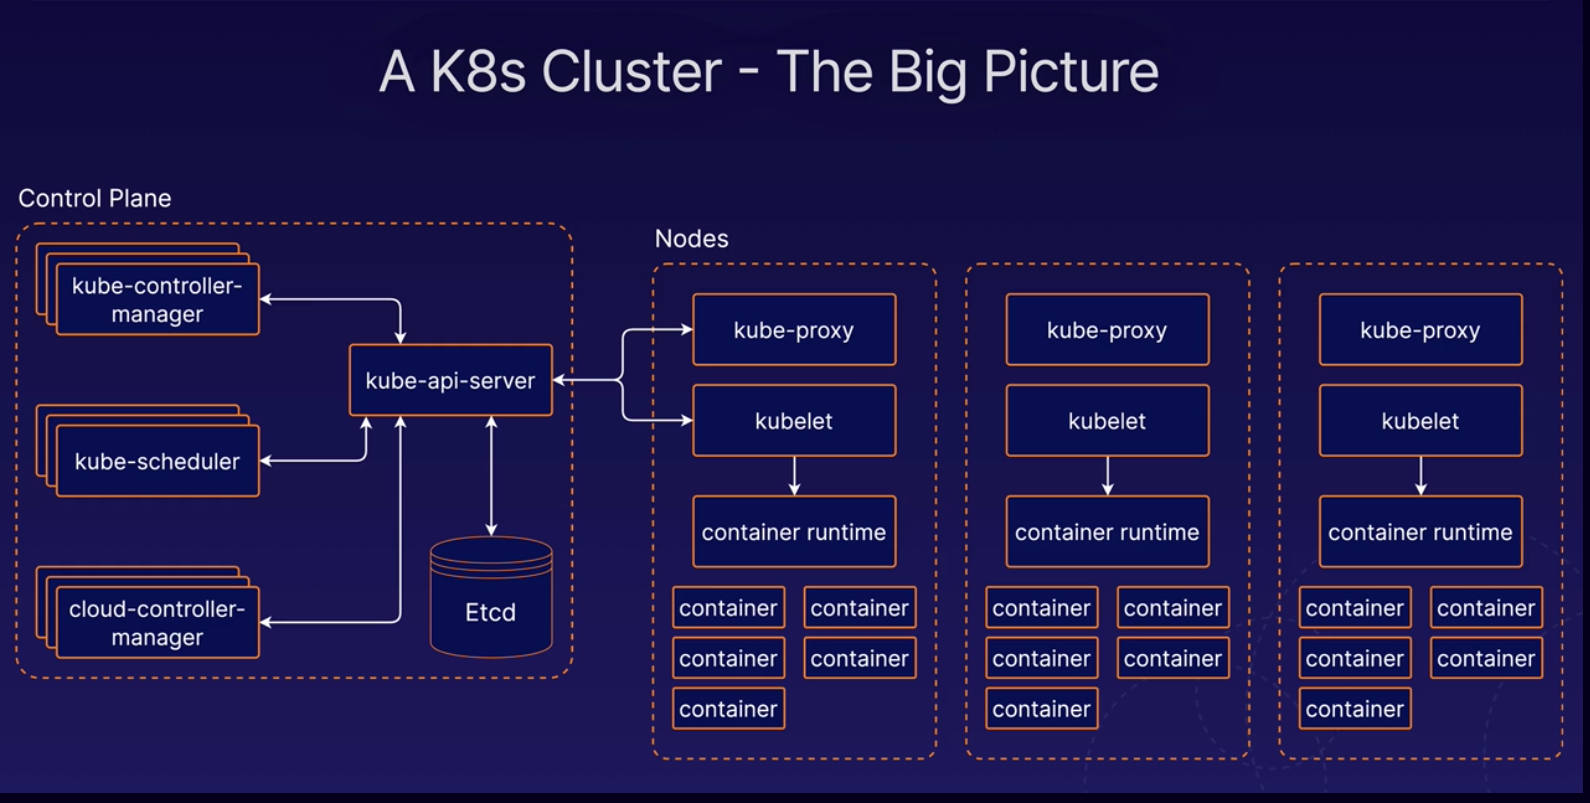 A K8s Cluster - The Big Picture
Control Plane
kube-controller-
manager
kube-api-server
kube-scheduler
cloud-controller-
manager
Etcd
Nodes
kube-proxy
kubelet
container runtime
container container
container container
container
kube-proxy
kubelet
container runtime
container container
container container
container
kube-proxy
kubelet
container runtime
container container
container container
container